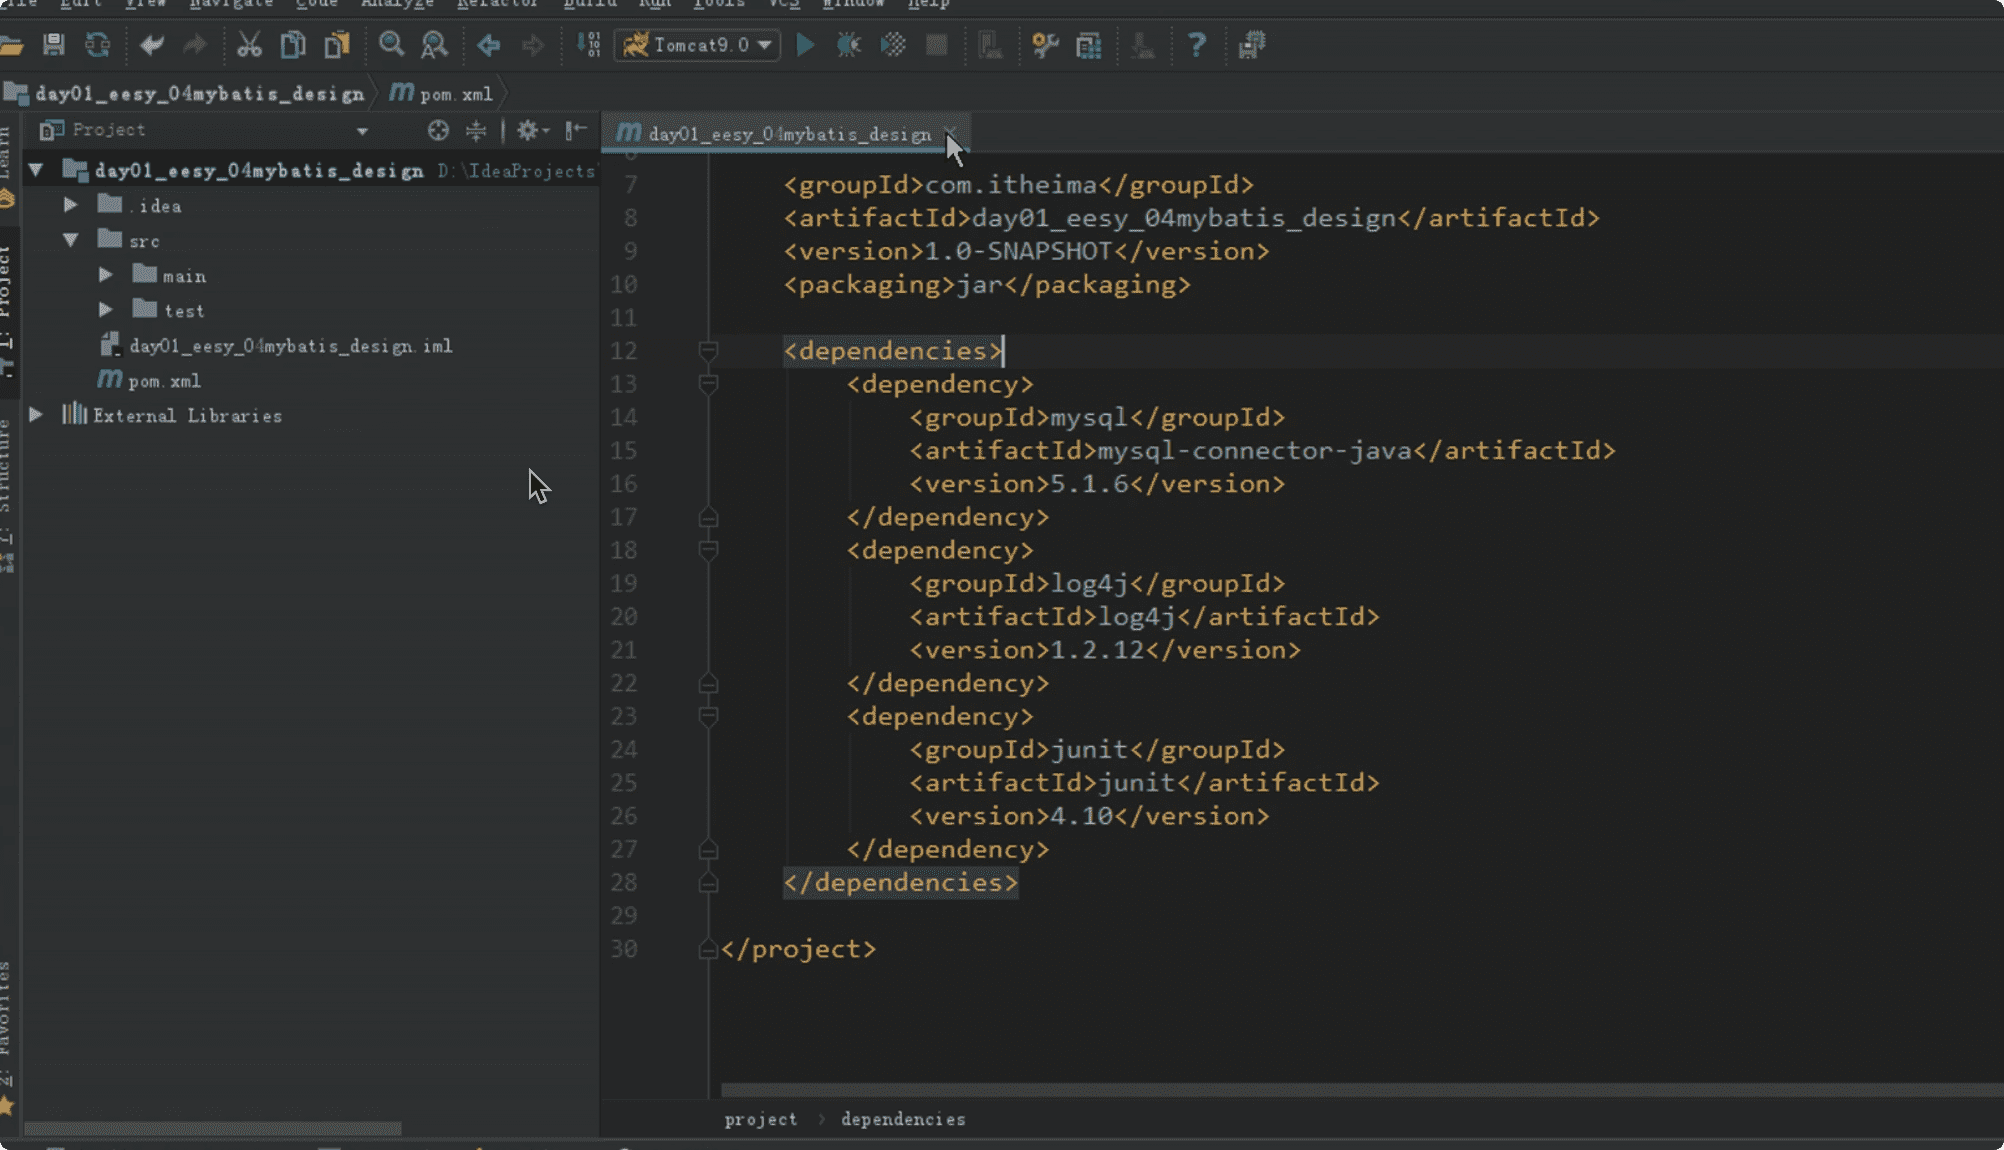 File Edit View Navigate Code Analyze Refactor Build Run Tools VCS Window Help
Tomcat9.0
day01_eesy_04mybatis_design pom.xml
Project
day01_eesy_04mybatis_design D:\IdeaProjects
.idea
src
main
test
day01_eesy_04mybatis_design.iml
pom.xml
External Libraries
Learn
1: Project
7: Structure
2: Favorites
day01_eesy_04mybatis_design
6
7 <groupId>com.itheima</groupId>
8 <artifactId>day01_eesy_04mybatis_design</artifactId>
9 <version>1.0-SNAPSHOT</version>
10 <packaging>jar</packaging>
11
12 <dependencies>
13 <dependency>
14 <groupId>mysql</groupId>
15 <artifactId>mysql-connector-java</artifactId>
16 <version>5.1.6</version>
17 </dependency>
18 <dependency>
19 <groupId>log4j</groupId>
20 <artifactId>log4j</artifactId>
21 <version>1.2.12</version>
22 </dependency>
23 <dependency>
24 <groupId>junit</groupId>
25 <artifactId>junit</artifactId>
26 <version>4.10</version>
27 </dependency>
28 </dependencies>
29
30 </project>
project › dependencies